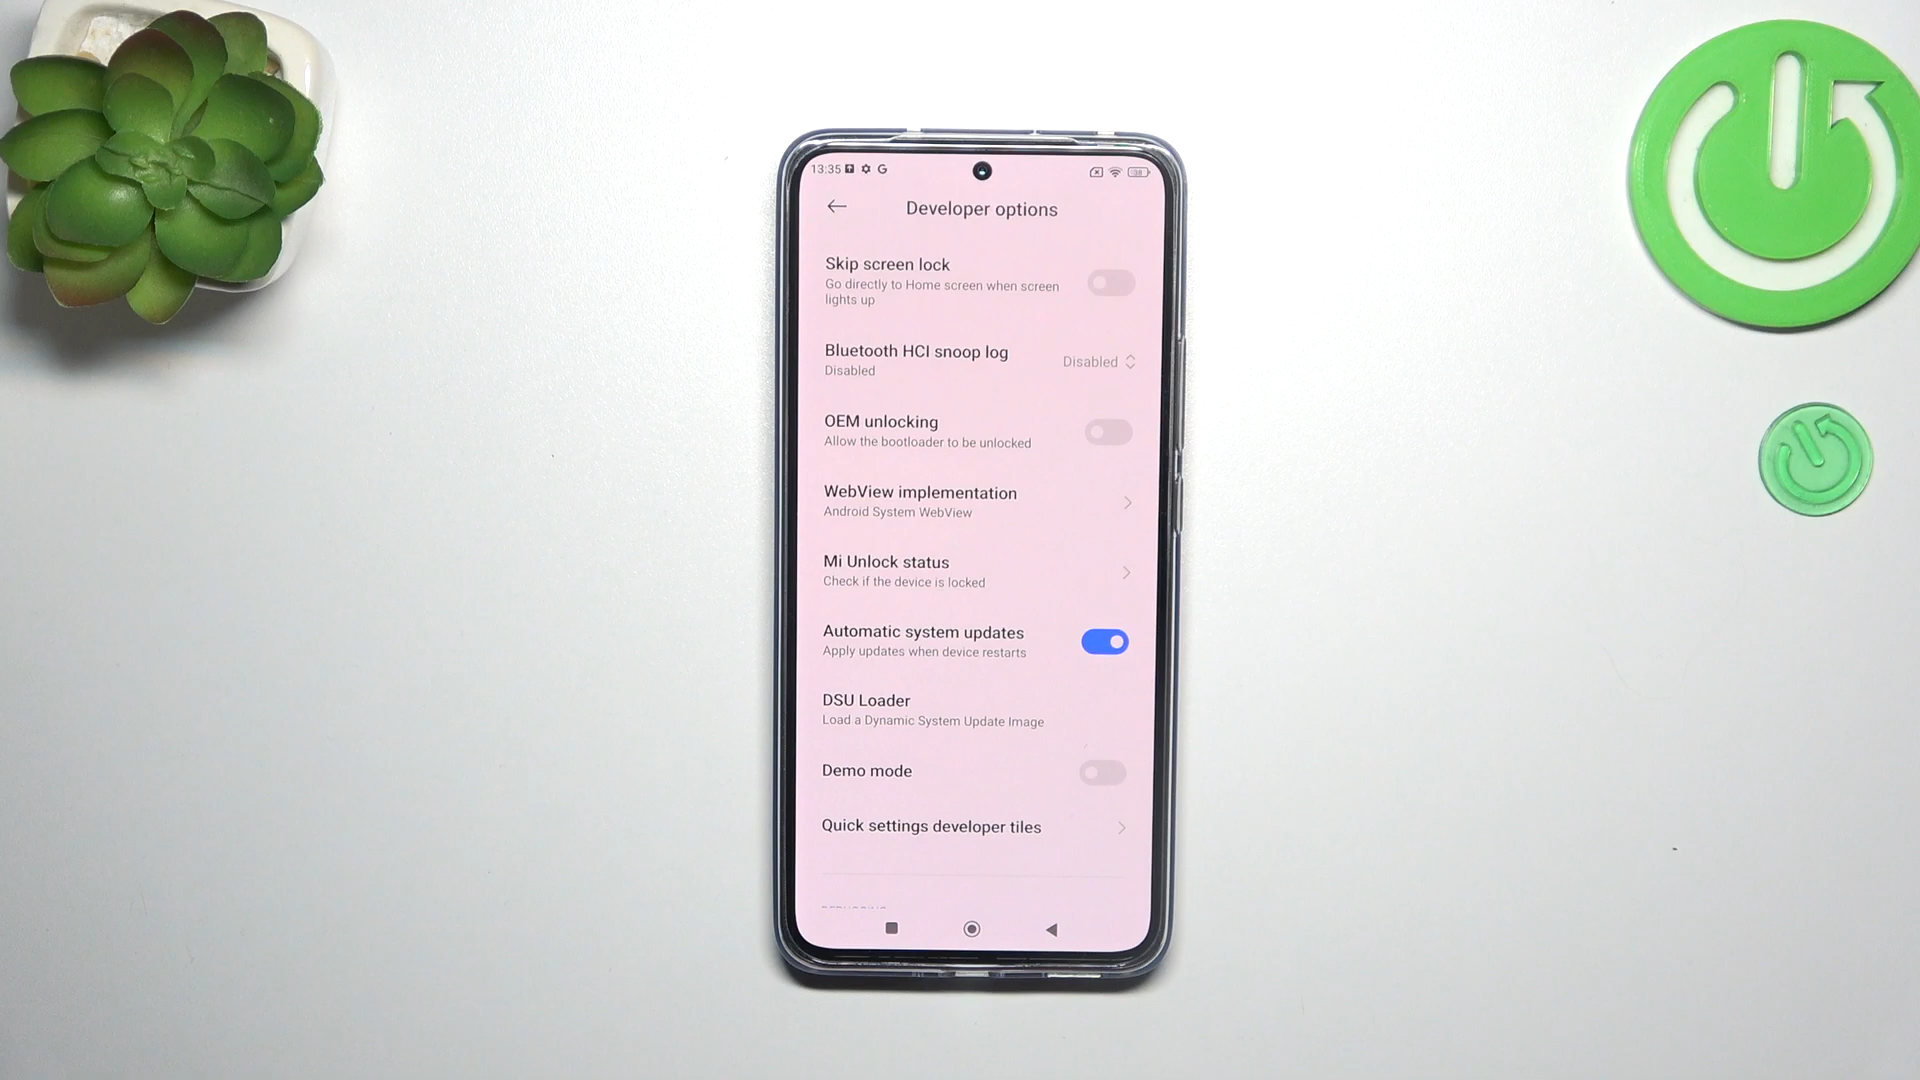 13:35
Developer options
Skip screen lock
Go directly to Home screen when screen
lights up
Bluetooth HCI snoop log
Disabled
Disabled
OEM unlocking
Allow the bootloader to be unlocked
WebView implementation
Android System WebView
Mi Unlock status
Check if the device is locked
Automatic system updates
Apply updates when device restarts
DSU Loader
Load a Dynamic System Update Image
Demo mode
Quick settings developer tiles